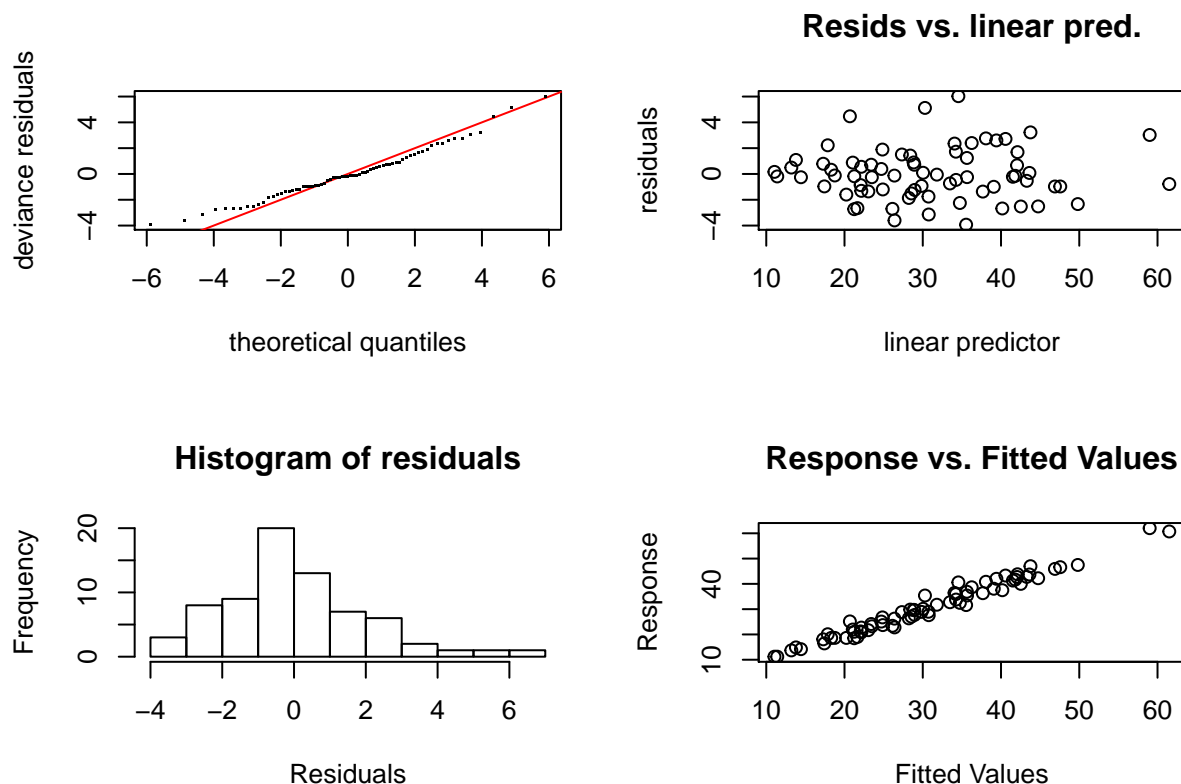 deviance residuals
4
0
−4
−6 −4 −2 0 2 4 6
theoretical quantiles
Resids vs. linear pred.
residuals
4
0
−4
10 20 30 40 50 60
linear predictor
Histogram of residuals
Frequency
20
10
0
−4 −2 0 2 4 6
Residuals
Response vs. Fitted Values
Response
40
10
10 20 30 40 50 60
Fitted Values